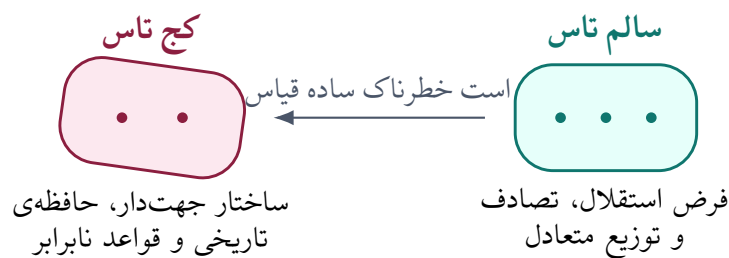 سالم تاس
فرض استقلال، تصادف
و توزیع متعادل
است خطرناک ساده قیاس
کج تاس
ساختار جهت‌دار، حافظه‌ی
تاریخی و قواعد نابرابر